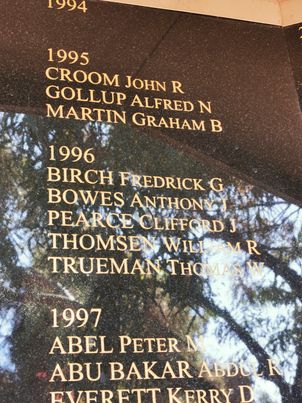 1994
1995
CROOM JOHN R
GOLLUP ALFRED N
MARTIN GRAHAM B
1996
BIRCH FREDRICK G
BOWES ANTHONY J
PEARCE CLIFFORD J
THOMSEN WILLIAM R
TRUEMAN THOMAS W
1997
ABEL PETER M
ABU BAKAR ABDUL R
EVERETT KERRY D